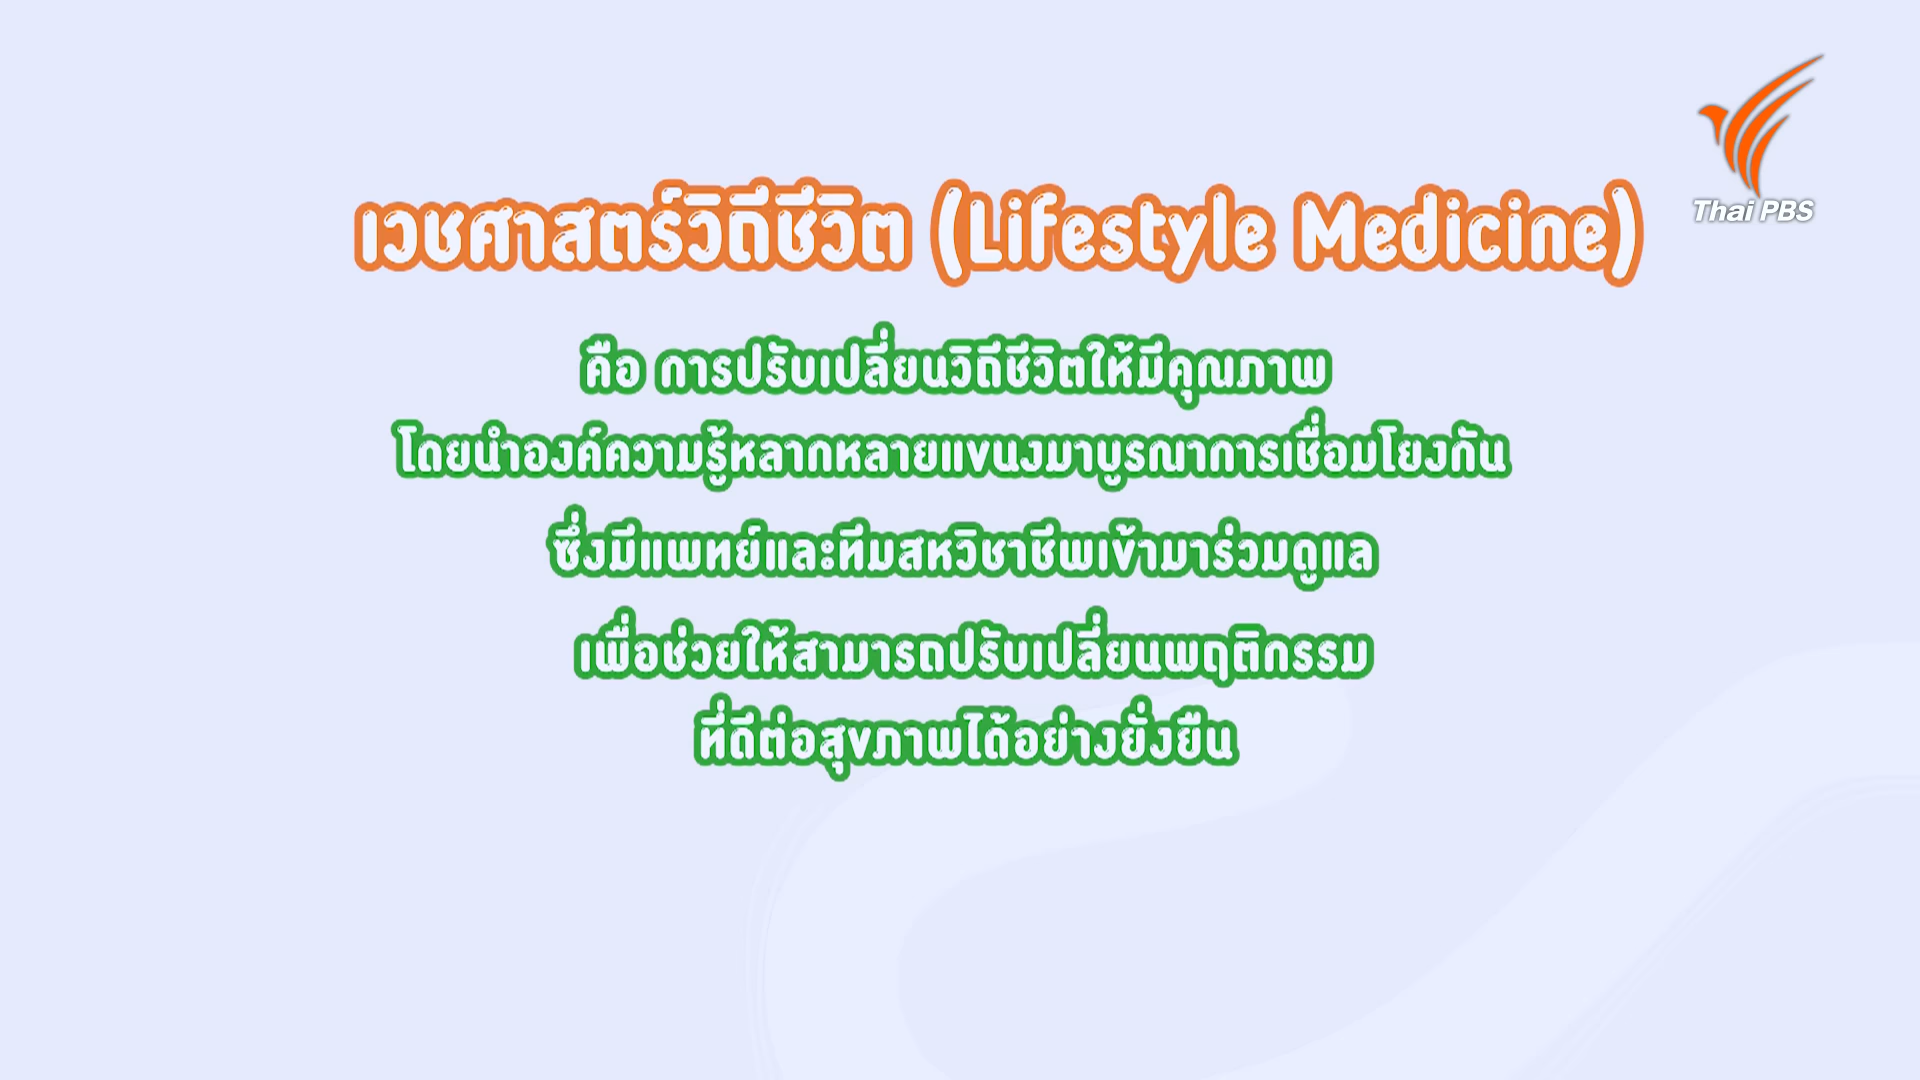 Thai PBS
เวชศาสตร์วิถีชีวิต (Lifestyle Medicine)
คือ การปรับเปลี่ยนวิถีชีวิตให้มีคุณภาพ
โดยนำองค์ความรู้หลากหลายแขนงมาบูรณาการเชื่อมโยงกัน
ซึ่งมีแพทย์และทีมสหวิชาชีพเข้ามาร่วมดูแล
เพื่อช่วยให้สามารถปรับเปลี่ยนพฤติกรรม
ที่ดีต่อสุขภาพได้อย่างยั่งยืน